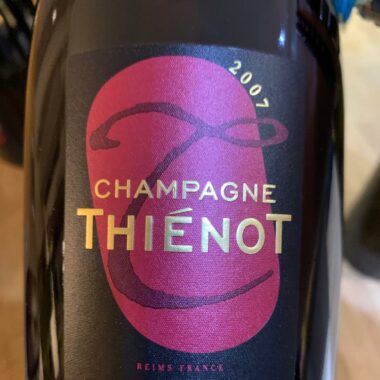 2007
CHAMPAGNE
THIÉNOT
REIMS FRANCE